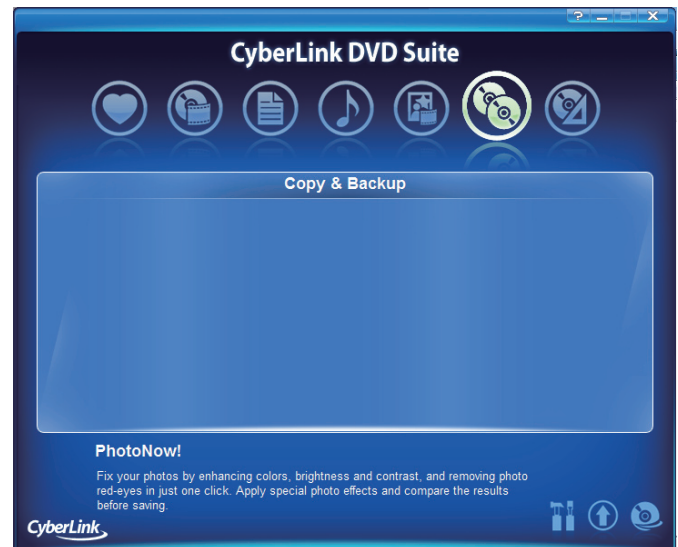 CyberLink DVD Suite
Copy & Backup
PhotoNow!
Fix your photos by enhancing colors, brightness and contrast, and removing photo
red-eyes in just one click. Apply special photo effects and compare the results
before saving.
CyberLink